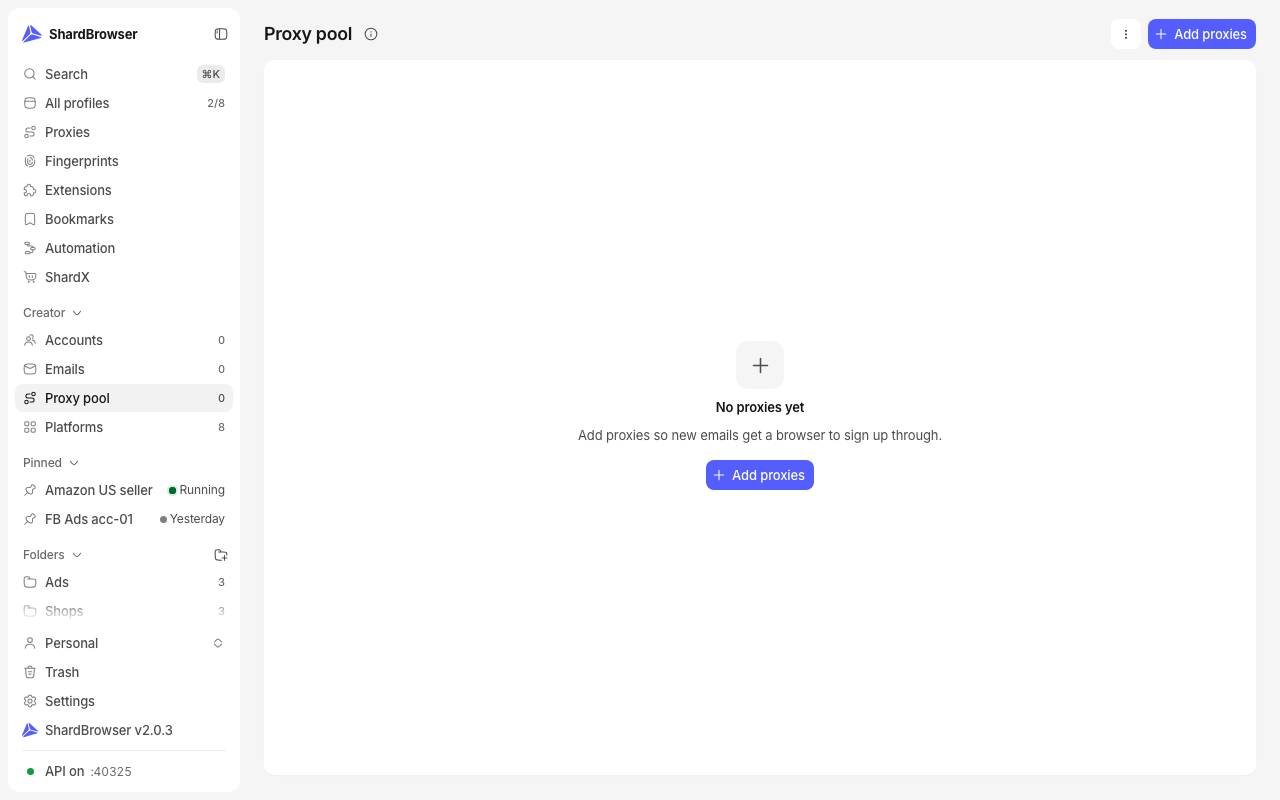 ShardBrowser
Search ⌘K
All profiles 2/8
Proxies
Fingerprints
Extensions
Bookmarks
Automation
ShardX
Creator
Accounts 0
Emails 0
Proxy pool 0
Platforms 8
Pinned
Amazon US seller Running
FB Ads acc-01 Yesterday
Folders
Ads 3
Shops 3
Personal
Trash
Settings
ShardBrowser v2.0.3
API on :40325
Proxy pool
Add proxies
No proxies yet
Add proxies so new emails get a browser to sign up through.
Add proxies